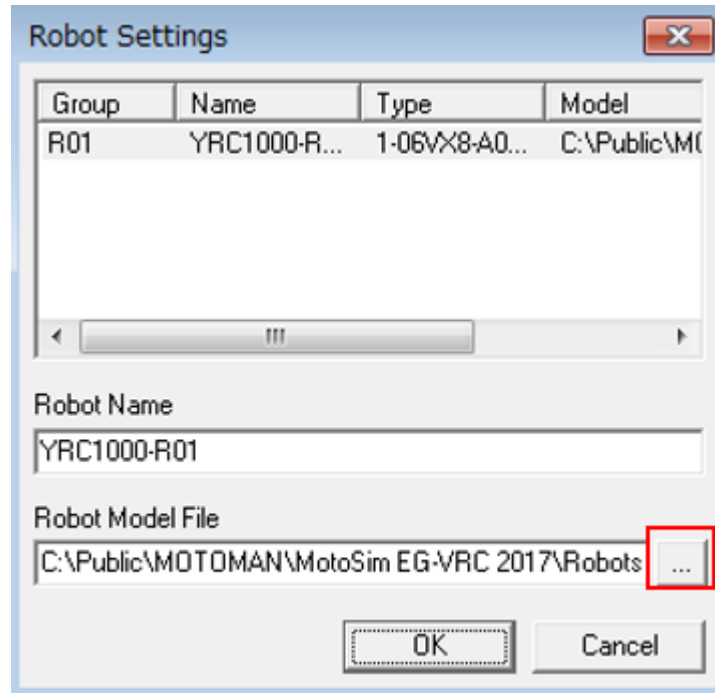 Robot Settings
Group Name Type Model
R01 YRC1000-R... 1-06VX8-A0... C:\Public\M(
Robot Name
YRC1000-R01
Robot Model File
C:\Public\MOTOMAN\MotoSim EG-VRC 2017\Robots ...
OK Cancel